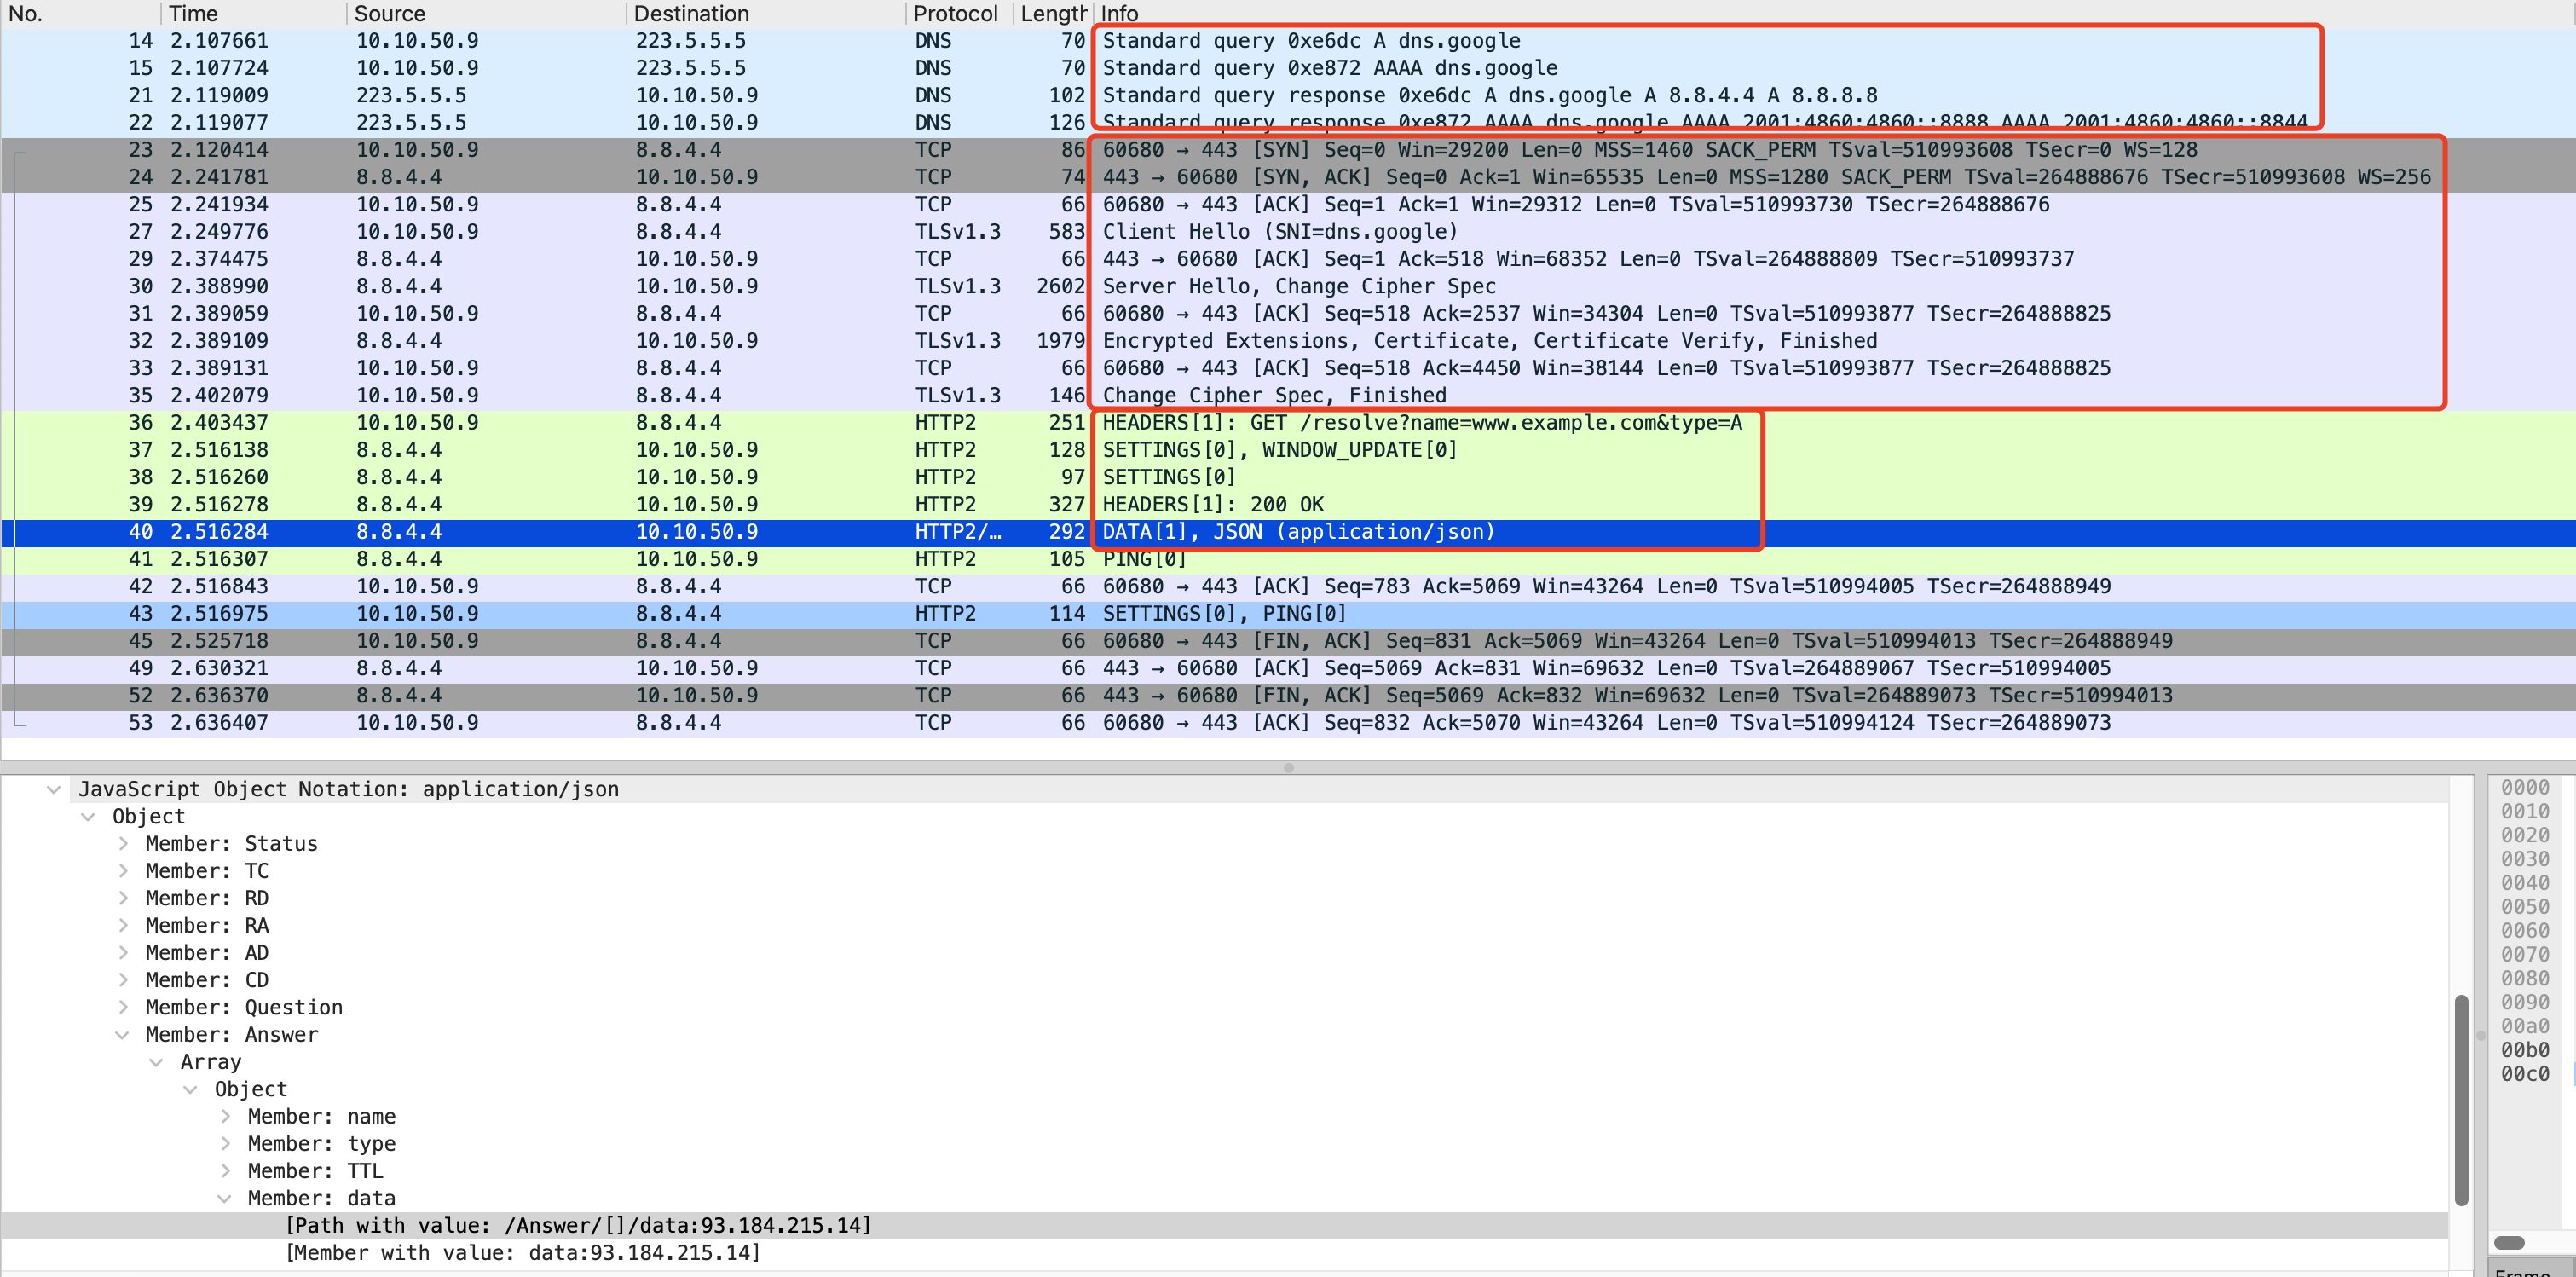 No. Time Source Destination Protocol Length Info
14 2.107661 10.10.50.9 223.5.5.5 DNS 70 Standard query 0xe6dc A dns.google
15 2.107724 10.10.50.9 223.5.5.5 DNS 70 Standard query 0xe872 AAAA dns.google
21 2.119009 223.5.5.5 10.10.50.9 DNS 102 Standard query response 0xe6dc A dns.google A 8.8.4.4 A 8.8.8.8
22 2.119077 223.5.5.5 10.10.50.9 DNS 126 Standard query response 0xe872 AAAA dns.google AAAA 2001:4860:4860::8888 AAAA 2001:4860:4860::8844
23 2.120414 10.10.50.9 8.8.4.4 TCP 86 60680 → 443 [SYN] Seq=0 Win=29200 Len=0 MSS=1460 SACK_PERM TSval=510993608 TSecr=0 WS=128
24 2.241781 8.8.4.4 10.10.50.9 TCP 74 443 → 60680 [SYN, ACK] Seq=0 Ack=1 Win=65535 Len=0 MSS=1280 SACK_PERM TSval=264888676 TSecr=510993608 WS=256
25 2.241934 10.10.50.9 8.8.4.4 TCP 66 60680 → 443 [ACK] Seq=1 Ack=1 Win=29312 Len=0 TSval=510993730 TSecr=264888676
27 2.249776 10.10.50.9 8.8.4.4 TLSv1.3 583 Client Hello (SNI=dns.google)
29 2.374475 8.8.4.4 10.10.50.9 TCP 66 443 → 60680 [ACK] Seq=1 Ack=518 Win=68352 Len=0 TSval=264888809 TSecr=510993737
30 2.388990 8.8.4.4 10.10.50.9 TLSv1.3 2602 Server Hello, Change Cipher Spec
31 2.389059 10.10.50.9 8.8.4.4 TCP 66 60680 → 443 [ACK] Seq=518 Ack=2537 Win=34304 Len=0 TSval=510993877 TSecr=264888825
32 2.389109 8.8.4.4 10.10.50.9 TLSv1.3 1979 Encrypted Extensions, Certificate, Certificate Verify, Finished
33 2.389131 10.10.50.9 8.8.4.4 TCP 66 60680 → 443 [ACK] Seq=518 Ack=4450 Win=38144 Len=0 TSval=510993877 TSecr=264888825
35 2.402079 10.10.50.9 8.8.4.4 TLSv1.3 146 Change Cipher Spec, Finished
36 2.403437 10.10.50.9 8.8.4.4 HTTP2 251 HEADERS[1]: GET /resolve?name=www.example.com&type=A
37 2.516138 8.8.4.4 10.10.50.9 HTTP2 128 SETTINGS[0], WINDOW_UPDATE[0]
38 2.516260 8.8.4.4 10.10.50.9 HTTP2 97 SETTINGS[0]
39 2.516278 8.8.4.4 10.10.50.9 HTTP2 327 HEADERS[1]: 200 OK
40 2.516284 8.8.4.4 10.10.50.9 HTTP2/… 292 DATA[1], JSON (application/json)
41 2.516307 8.8.4.4 10.10.50.9 HTTP2 105 PING[0]
42 2.516843 10.10.50.9 8.8.4.4 TCP 66 60680 → 443 [ACK] Seq=783 Ack=5069 Win=43264 Len=0 TSval=510994005 TSecr=264888949
43 2.516975 10.10.50.9 8.8.4.4 HTTP2 114 SETTINGS[0], PING[0]
45 2.525718 10.10.50.9 8.8.4.4 TCP 66 60680 → 443 [FIN, ACK] Seq=831 Ack=5069 Win=43264 Len=0 TSval=510994013 TSecr=264888949
49 2.630321 8.8.4.4 10.10.50.9 TCP 66 443 → 60680 [ACK] Seq=5069 Ack=831 Win=69632 Len=0 TSval=264889067 TSecr=510994005
52 2.636370 8.8.4.4 10.10.50.9 TCP 66 443 → 60680 [FIN, ACK] Seq=5069 Ack=832 Win=69632 Len=0 TSval=264889073 TSecr=510994013
53 2.636407 10.10.50.9 8.8.4.4 TCP 66 60680 → 443 [ACK] Seq=832 Ack=5070 Win=43264 Len=0 TSval=510994124 TSecr=264889073
JavaScript Object Notation: application/json
Object
Member: Status
Member: TC
Member: RD
Member: RA
Member: AD
Member: CD
Member: Question
Member: Answer
Array
Object
Member: name
Member: type
Member: TTL
Member: data
[Path with value: /Answer/[]/data:93.184.215.14]
[Member with value: data:93.184.215.14]
0000
0010
0020
0030
0040
0050
0060
0070
0080
0090
00a0
00b0
00c0